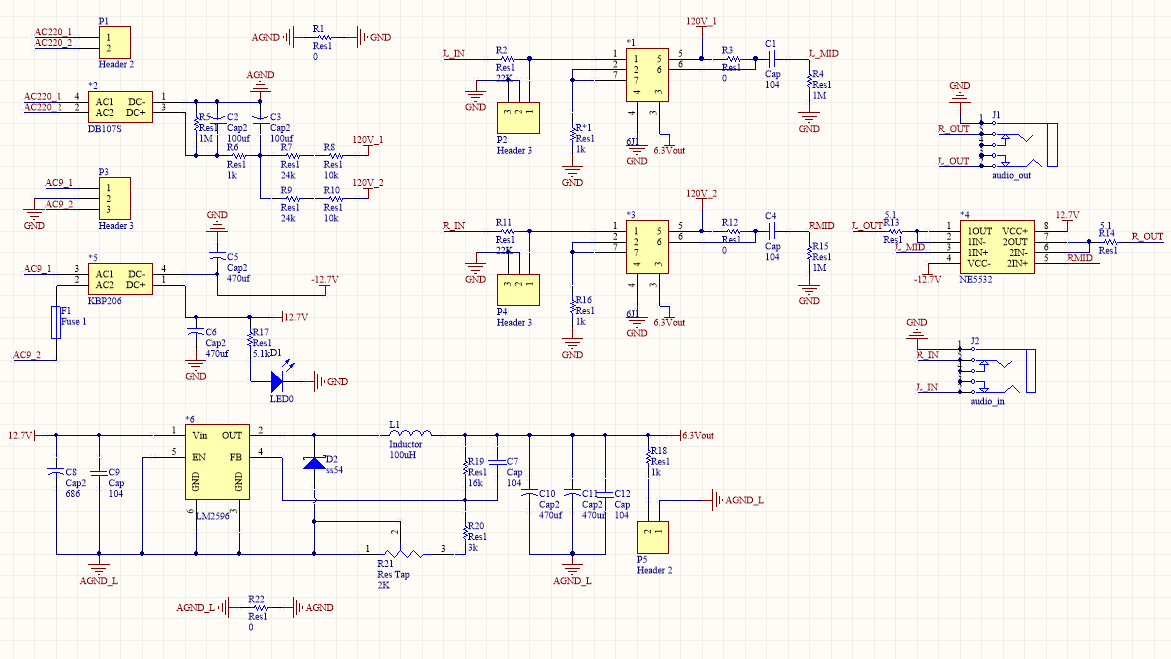 P1
AC220_1
1
AC220_2
2
Header 2
R1
AGND
GND
Res1
0
AGND
*2
AC220_1
4
AC1
DC-
1
AC220_2
2
AC2
DC+
3
DB107S
R5
Res1
1M
C2
Cap2
100uf
C3
Cap2
100uf
R6
Res1
1k
R7
Res1
24k
R8
Res1
10k
120V_1
R9
Res1
24k
R10
Res1
10k
120V_2
P3
AC9_1
1
2
AC9_2
3
GND
Header 3
GND
C5
Cap2
470uf
*5
AC9_1
3
AC1
DC-
4
2
AC2
DC+
1
KBP206
-12.7V
F1
Fuse 1
AC9_2
12.7V
C6
Cap2
470uf
GND
R17
Res1
5.1k
D1
LED0
GND
120V_1
J_IN
R2
Res1
22K
GND
3
2
1
P2
Header 3
*1
1
2
7
5
6
4
3
1
2
7
5
6
4
3
R*1
Res1
1k
GND
6J1
GND
6.3Vout
R3
Res1
0
C1
Cap
104
J_MID
R4
Res1
1M
GND
120V_2
R_IN
R11
Res1
22K
GND
3
2
1
P4
Header 3
*3
1
2
7
5
6
4
3
1
2
7
5
6
4
3
R16
Res1
1k
GND
6J1
GND
6.3Vout
R12
Res1
0
C4
Cap
104
RMID
R15
Res1
1M
GND
GND
J1
R_OUT
J_OUT
audio_out
5.1
J_OUT
R13
Res1
J_MID
-12.7V
*4
1
1OUT
VCC+
8
2
1IN-
2OUT
7
3
1IN+
2IN-
6
4
VCC-
2IN+
5
NE5532
12.7V
5.1
R14
Res1
R_OUT
RMID
GND
J2
R_IN
J_IN
audio_in
12.7V
*6
1
Vin
OUT
2
5
EN
FB
4
GND
GND
6
3
LM2596
C8
Cap2
686
C9
Cap
104
AGND_L
D2
ss54
L1
Inductor
100uH
R19
Res1
16k
C7
Cap
104
R20
Res1
3k
1
2
3
R21
Res Tap
2K
C10
Cap2
470uf
C11
Cap2
470uf
C12
Cap
104
AGND_L
6.3Vout
R18
Res1
1k
2
1
P5
Header 2
AGND_L
R22
AGND_L
AGND
Res1
0